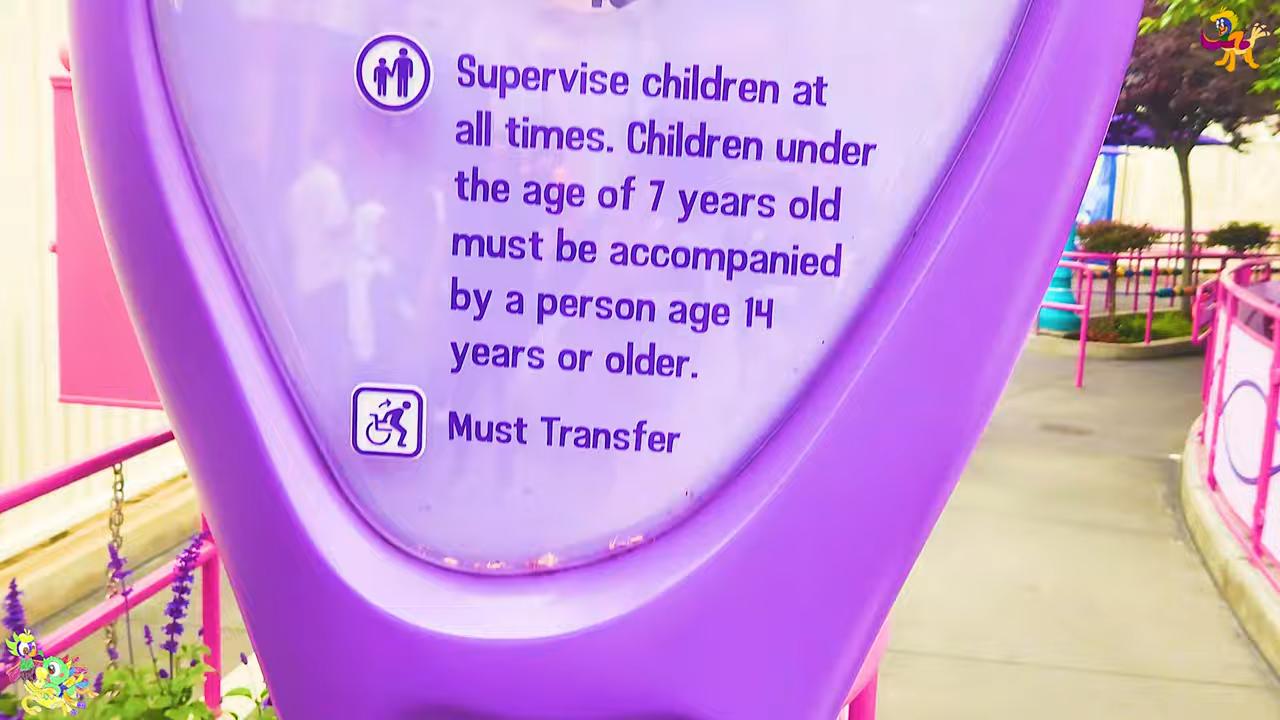 Supervise children at
all times. Children under
the age of 7 years old
must be accompanied
by a person age 14
years or older.
Must Transfer